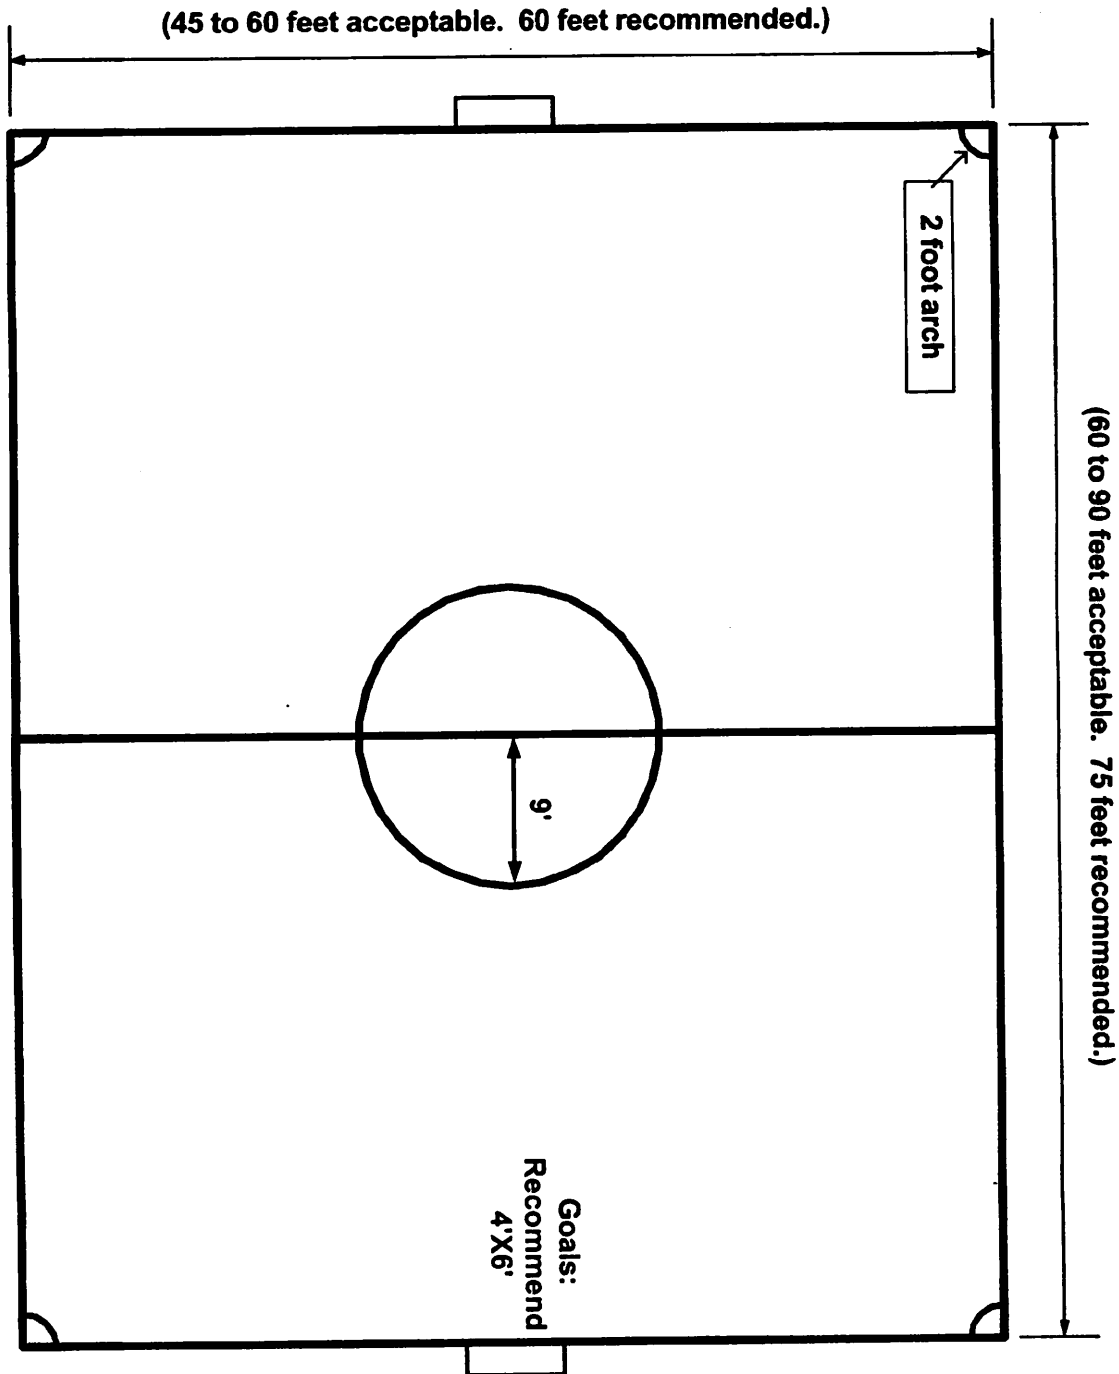 (45 to 60 feet acceptable.  60 feet recommended.)
2 foot arch
(60 to 90 feet acceptable.  75 feet recommended.)
9'
Goals:
Recommend
4'X6'